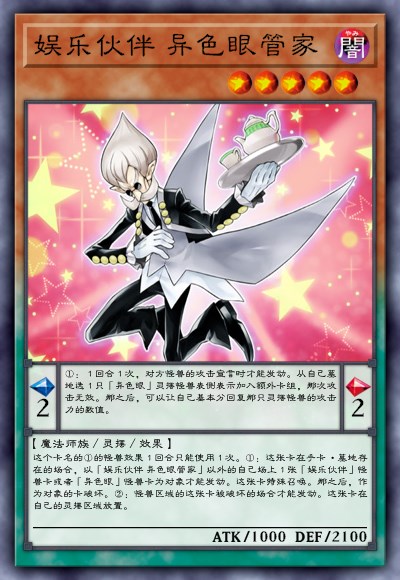 娱乐伙伴 异色眼管家
やみ
闇
①:1回合1次,对方怪兽的攻击宣言时才能发动。从自己墓
地选1只「异色眼」灵摆怪兽表侧表示加入额外卡组,那次攻
击无效。那之后,可以让自己基本分回复那只灵摆怪兽的攻击
力的数值。
2
2
【魔法师族/灵摆/效果】
这个卡名的①的怪兽效果1回合只能使用1次。①:这张卡在手卡·墓地
存在的场合,以「娱乐伙伴 异色眼管家」以外的自己场上1张「娱乐伙伴」怪
兽卡或者「异色眼」怪兽卡为对象才能发动。这张卡特殊召唤。那之后,作
为对象的卡破坏。②:怪兽区域的这张卡被破坏的场合才能发动。这张卡在
自己的灵摆区域放置。
ATK/1000 DEF/2100